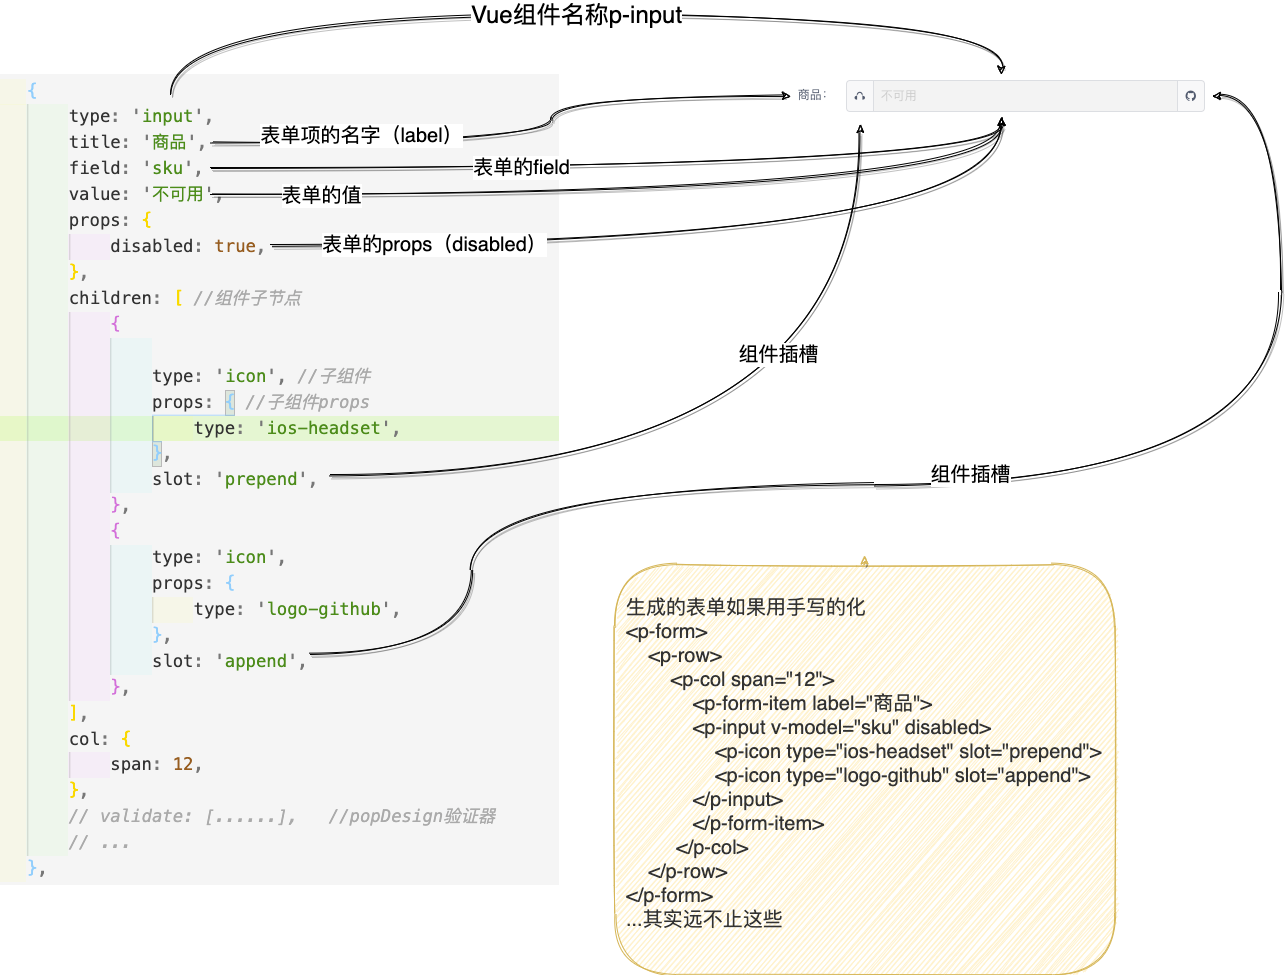 Vue组件名称p-input
{
type: 'input',
title: '商品',
表单项的名字（label）
商品：
不可用
field: 'sku',
表单的field
value: '不可用',
表单的值
props: {
disabled: true,
表单的props（disabled）
},
children: [ //组件子节点
{
type: 'icon', //子组件
props: { //子组件props
type: 'ios-headset',
},
slot: 'prepend',
组件插槽
},
{
type: 'icon',
props: {
type: 'logo-github',
},
slot: 'append',
组件插槽
},
],
col: {
span: 12,
},
// validate: [......], //popDesign验证器
// ...
},
生成的表单如果用手写的化
<p-form>
<p-row>
<p-col span="12">
<p-form-item label="商品">
<p-input v-model="sku" disabled>
<p-icon type="ios-headset" slot="prepend">
<p-icon type="logo-github" slot="append">
</p-input>
</p-form-item>
</p-col>
</p-row>
</p-form>
...其实远不止这些